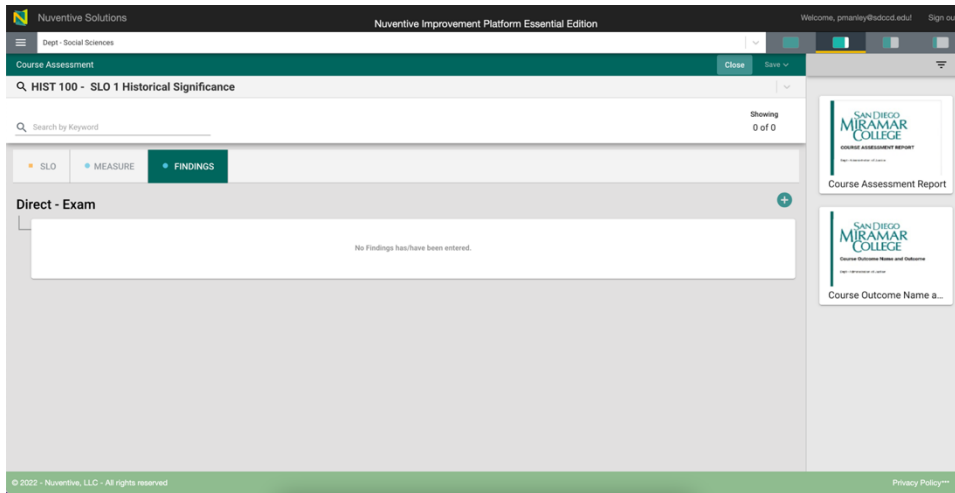 Nuventive Solutions
Nuventive Improvement Platform Essential Edition
Welcome, pmanley@sdccd.edu!
Sign ou
Dept - Social Sciences
Course Assessment
Close
Save
HIST 100 - SLO 1 Historical Significance
Search by Keyword
Showing
0 of 0
SLO
MEASURE
FINDINGS
Direct - Exam
No Findings has/have been entered.
SAN DIEGO
MIRAMAR
COLLEGE
COURSE ASSESSMENT REPORT
Course Assessment Report
SAN DIEGO
MIRAMAR
COLLEGE
Course Outcome Name and Outcome
Course Outcome Name a...
© 2022 - Nuventive, LLC - All rights reserved
Privacy Policy